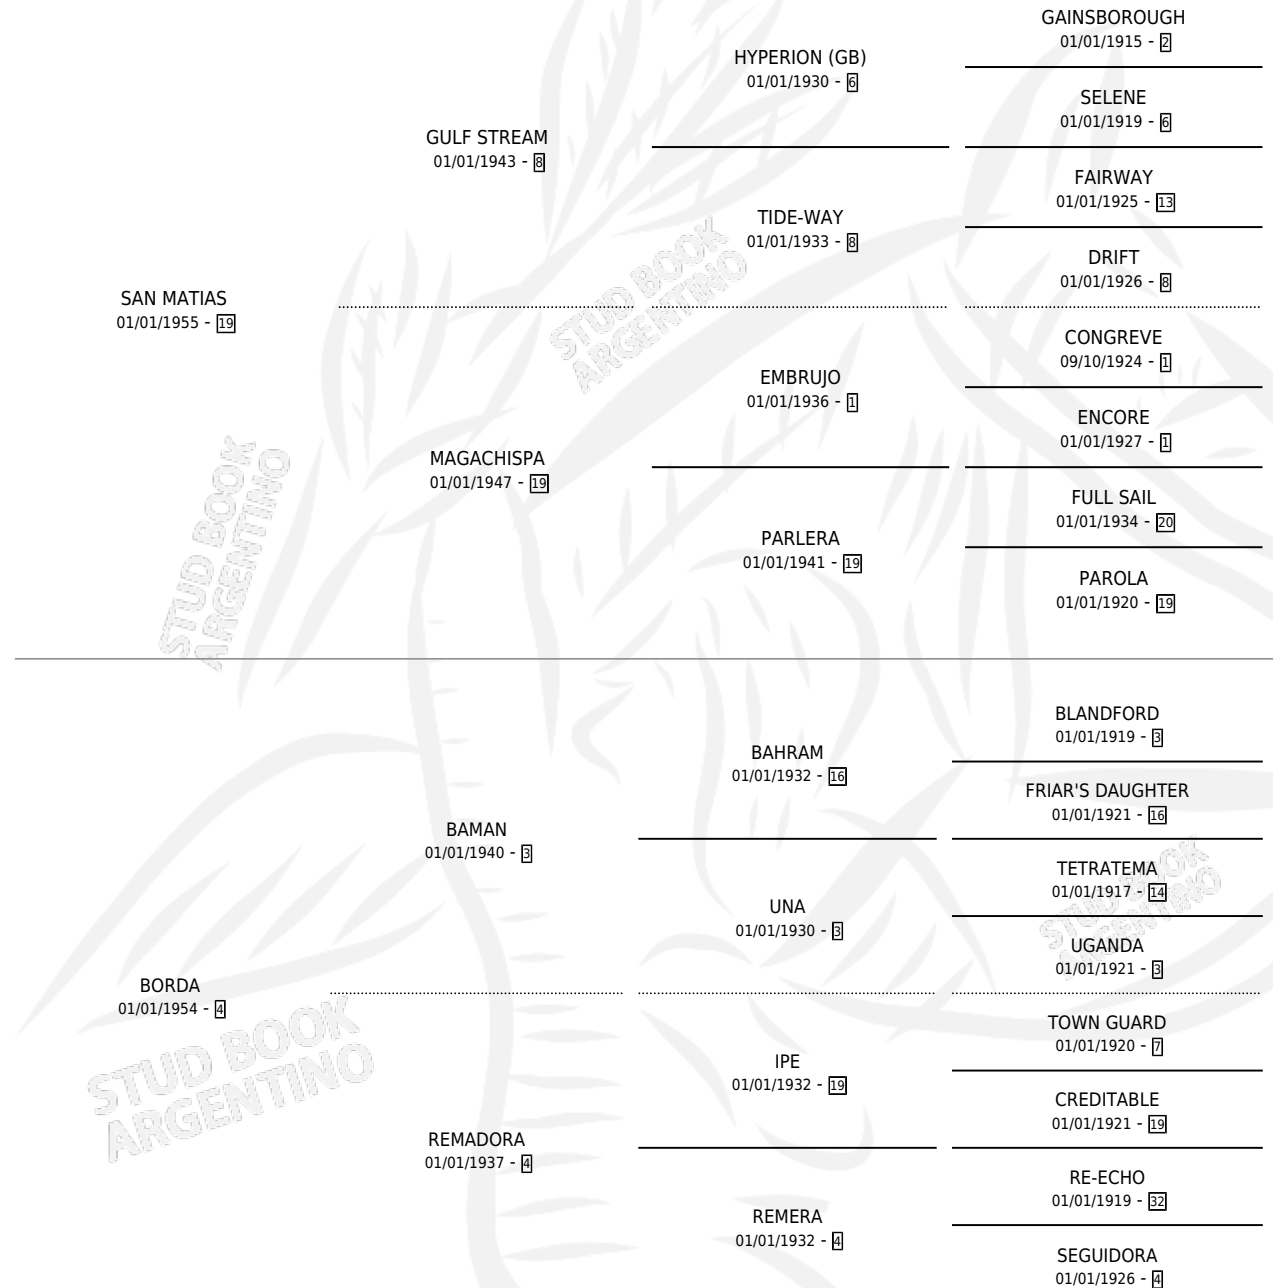 GAINSBOROUGH
01/01/1915 - 2
HYPERION (GB)
01/01/1930 - 6
SELENE
01/01/1919 - 6
GULF STREAM
01/01/1943 - 8
FAIRWAY
01/01/1925 - 13
TIDE-WAY
01/01/1933 - 8
DRIFT
01/01/1926 - 8
SAN MATIAS
01/01/1955 - 19
CONGREVE
09/10/1924 - 1
EMBRUJO
01/01/1936 - 1
ENCORE
01/01/1927 - 1
MAGACHISPA
01/01/1947 - 19
FULL SAIL
01/01/1934 - 20
PARLERA
01/01/1941 - 19
PAROLA
01/01/1920 - 19
BLANDFORD
01/01/1919 - 3
BAHRAM
01/01/1932 - 16
FRIAR'S DAUGHTER
01/01/1921 - 16
BAMAN
01/01/1940 - 3
TETRATEMA
01/01/1917 - 14
UNA
01/01/1930 - 3
UGANDA
01/01/1921 - 3
BORDA
01/01/1954 - 4
TOWN GUARD
01/01/1920 - 7
IPE
01/01/1932 - 19
CREDITABLE
01/01/1921 - 19
REMADORA
01/01/1937 - 4
RE-ECHO
01/01/1919 - 32
REMERA
01/01/1932 - 4
SEGUIDORA
01/01/1926 - 4
STUD BOOK
ARGENTINO
STUD BOOK
ARGENTINO
STUD BOOK
ARGENTINO
STUD BOOK
ARGENTINO